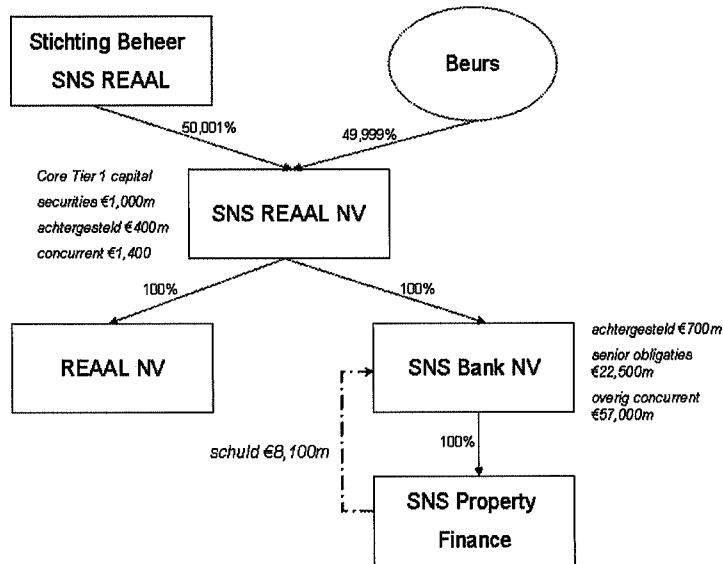 Stichting Beheer
SNS REAAL
Beurs
50,001%
49,999%
Core Tier 1 capital
securities €1,000m
achtergesteld €400m
concurrent €1,400
SNS REAAL NV
100%
100%
REAAL NV
SNS Bank NV
achtergesteld €700m
senior obligaties
€22,500m
overig concurrent
€57,000m
schuld €8,100m
100%
SNS Property
Finance